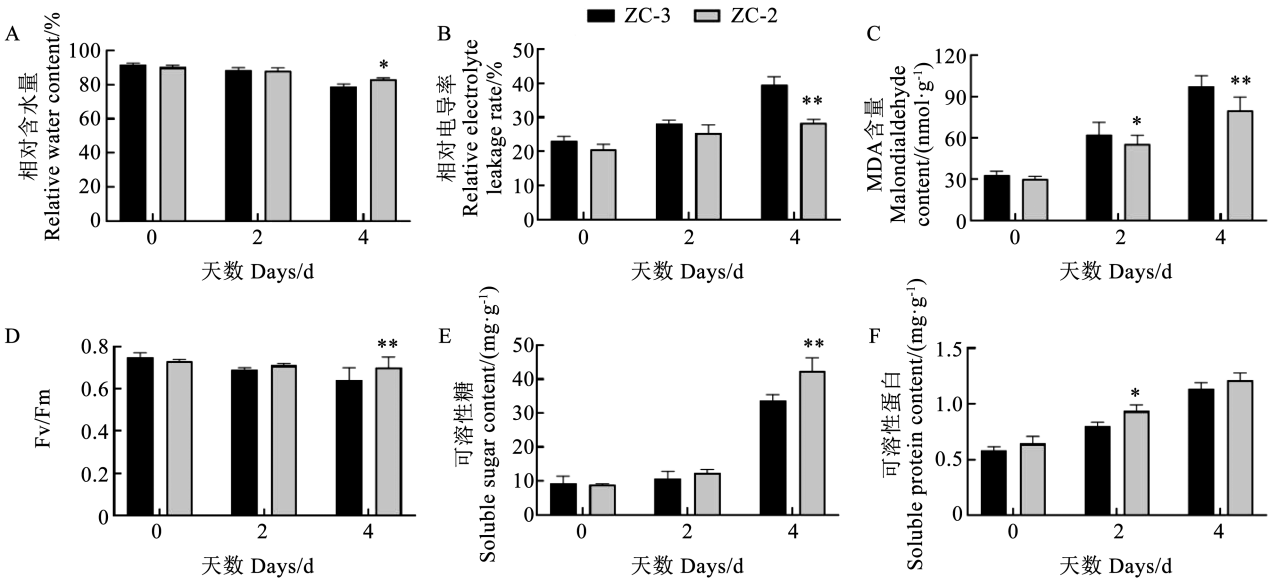 ZC-3 ZC-2
A
相对含水量
Relative water content/%
100
80
60
40
20
0
*
0 2 4
天数 Days/d
B
相对电导率
Relative electrolyte
leakage rate/%
50
40
30
20
10
0
**
0 2 4
天数 Days/d
C
MDA含量
Malondialdehyde
content/(nmol·g⁻¹)
120
90
60
30
0
*
**
0 2 4
天数 Days/d
D
Fv/Fm
0.8
0.6
0.4
0.2
0
**
0 2 4
天数 Days/d
E
可溶性糖
Soluble sugar content/(mg·g⁻¹)
50
40
30
20
10
0
**
0 2 4
天数 Days/d
F
可溶性蛋白
Soluble protein content/(mg·g⁻¹)
1.5
1.0
0.5
0
*
0 2 4
天数 Days/d